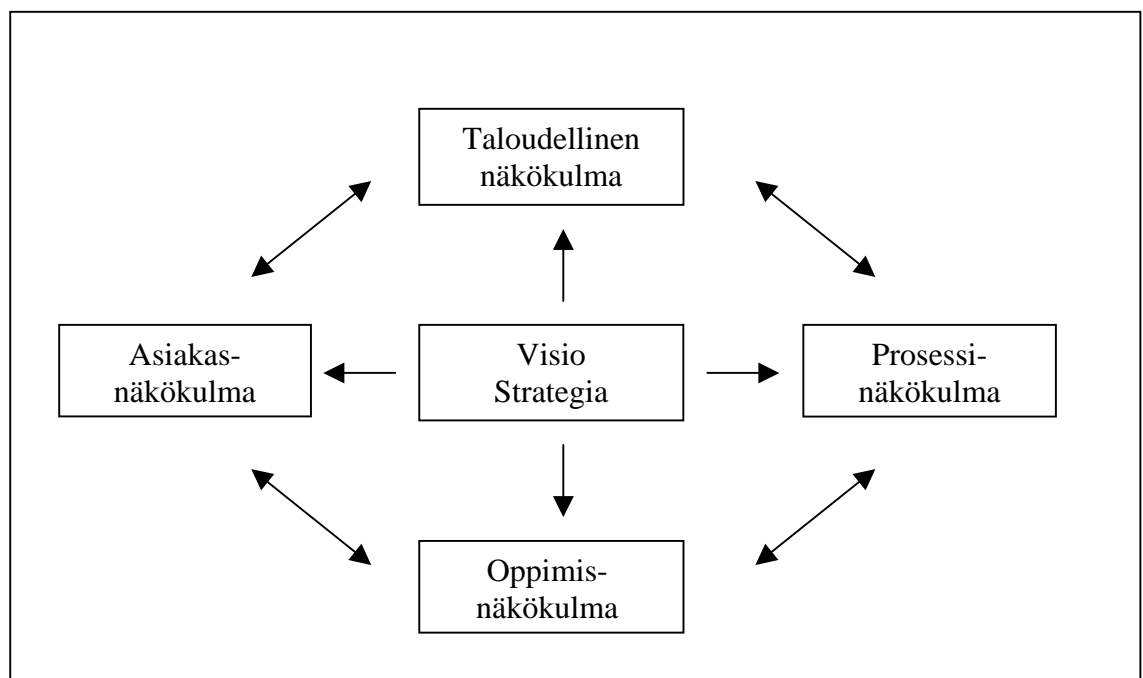 Taloudellinen
näkökulma
Asiakas-
näkökulma
Visio
Strategia
Prosessi-
näkökulma
Oppimis-
näkökulma